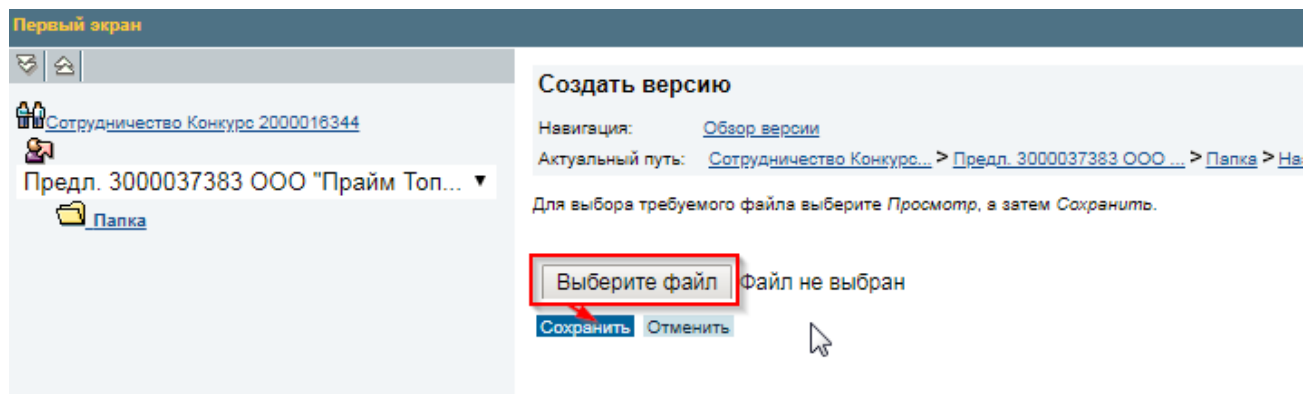 Первый экран
Сотрудничество Конкурс 2000016344
Предл. 3000037383 ООО "Прайм Топ... ▼
Папка
Создать версию
Навигация: Обзор версии
Актуальный путь: Сотрудничество Конкурс... > Предл. 3000037383 ООО ... > Папка > На
Для выбора требуемого файла выберите Просмотр, а затем Сохранить.
Выберите файл Файл не выбран
Сохранить Отменить